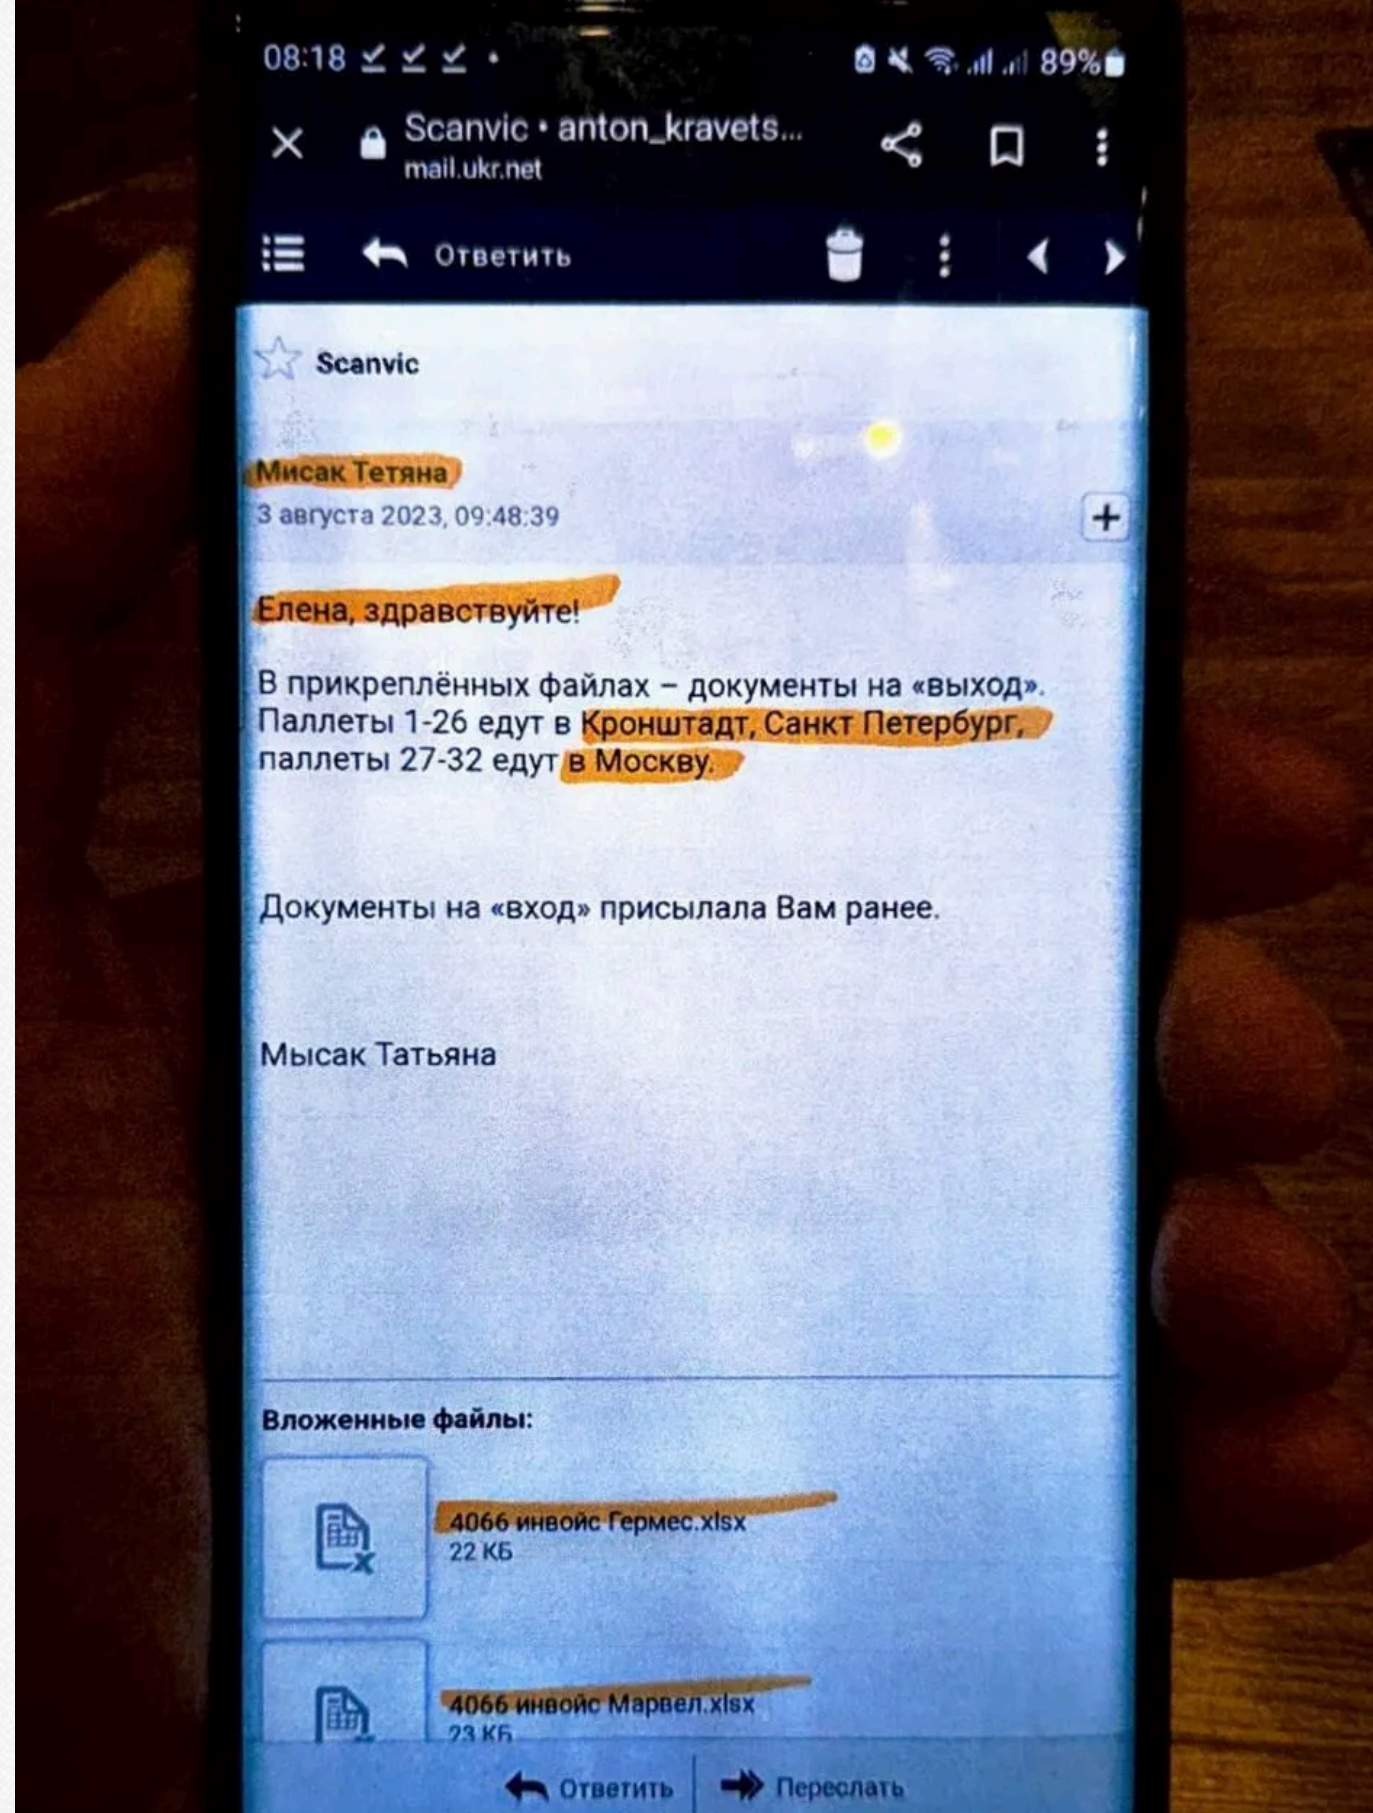 08:18
89%
Scanvic • anton_kravets...
mail.ukr.net
Ответить
Scanvic
Мисак Тетяна
3 августа 2023, 09:48:39
Елена, здравствуйте!
В прикреплённых файлах – документы на «выход».
Паллеты 1-26 едут в Кронштадт, Санкт Петербург,
паллеты 27-32 едут в Москву.
Документы на «вход» присылала Вам ранее.
Мысак Татьяна
Вложенные файлы:
4066 инвойс Гермес.xlsx
22 КБ
4066 инвойс Марвел.xlsx
23 КБ
Ответить
Переслать